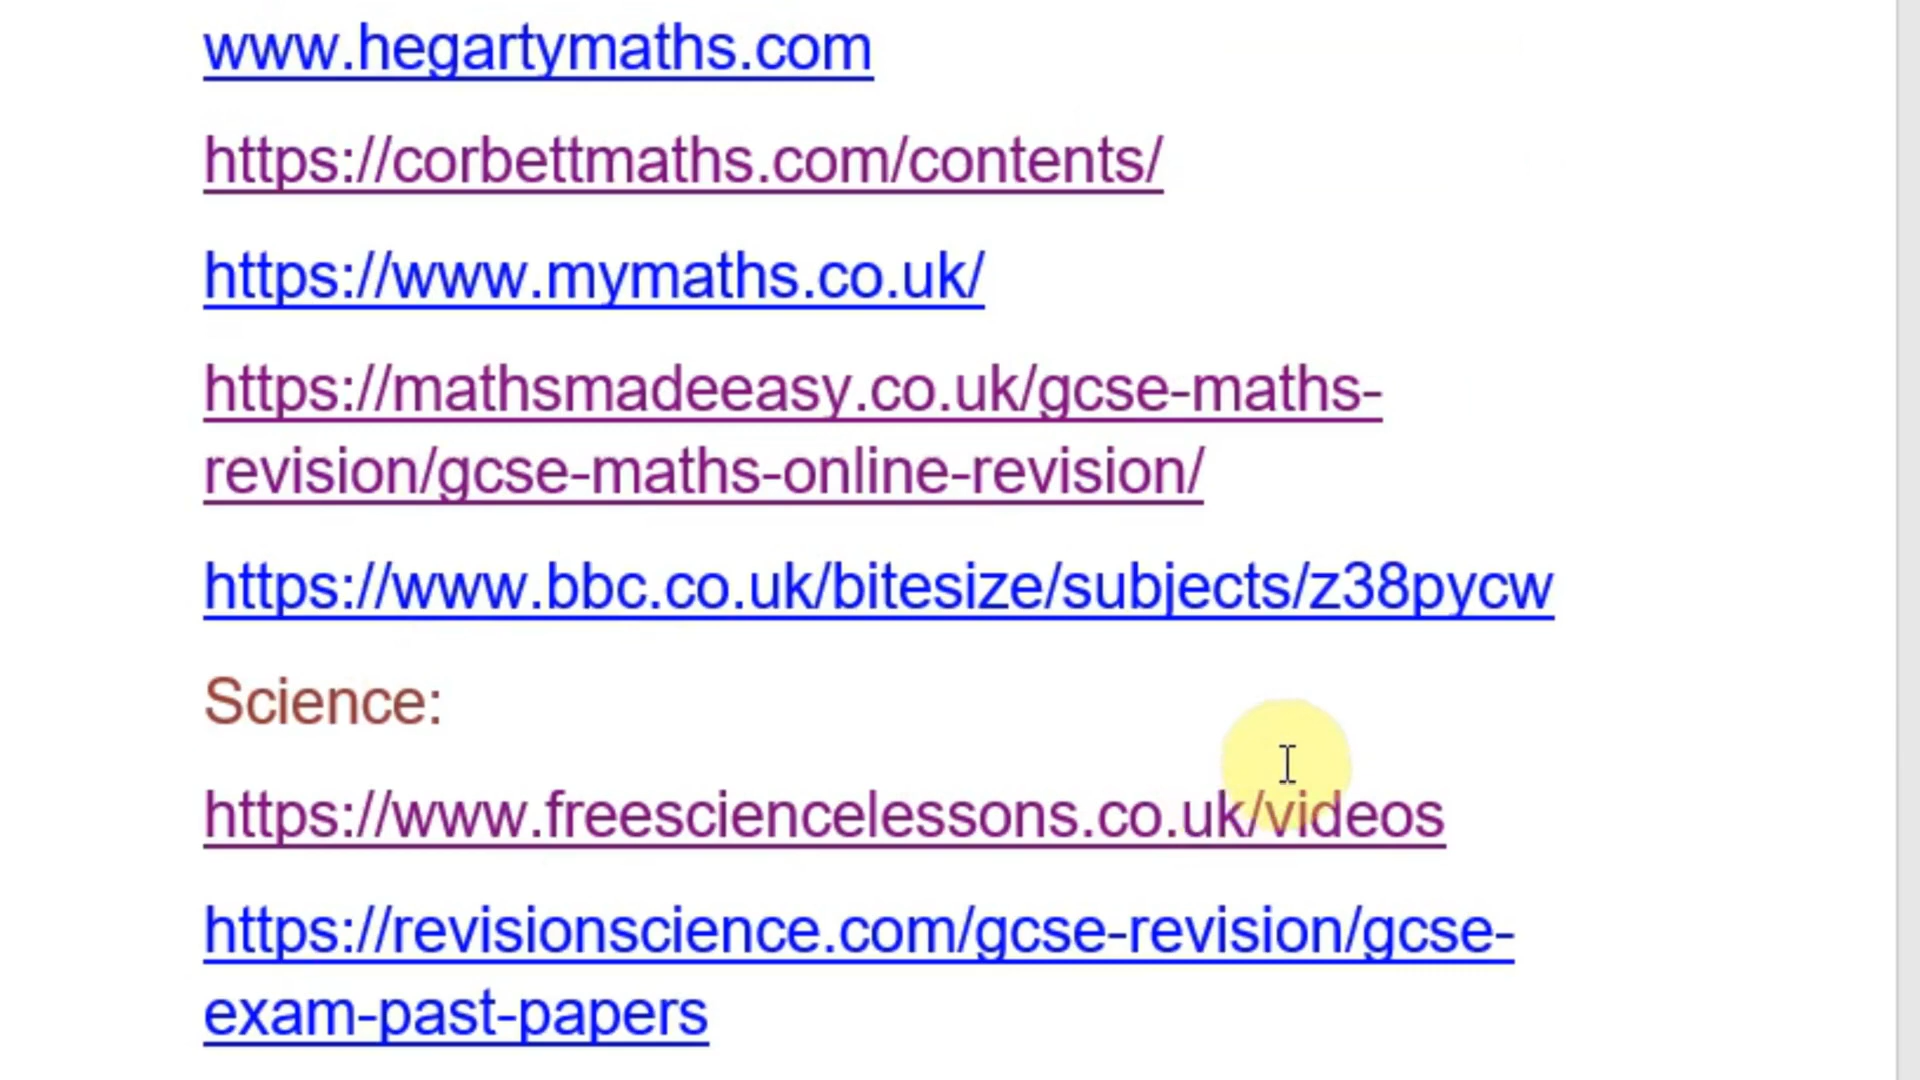 www.hegartymaths.com
https://corbettmaths.com/contents/
https://www.mymaths.co.uk/
https://mathsmadeeasy.co.uk/gcse-maths-
revision/gcse-maths-online-revision/
https://www.bbc.co.uk/bitesize/subjects/z38pycw
Science:
https://www.freesciencelessons.co.uk/videos
https://revisionscience.com/gcse-revision/gcse-
exam-past-papers